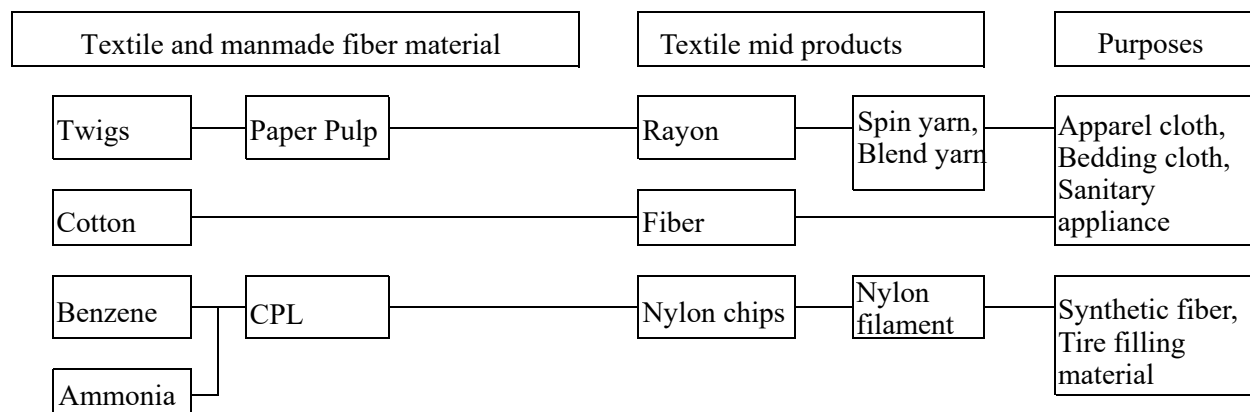 Textile and manmade fiber material
Textile mid products
Purposes
Twigs
Paper Pulp
Rayon
Spin yarn,
Blend yarn
Apparel cloth,
Bedding cloth,
Sanitary
appliance
Cotton
Fiber
Benzene
CPL
Nylon chips
Nylon
filament
Synthetic fiber,
Tire filling
material
Ammonia